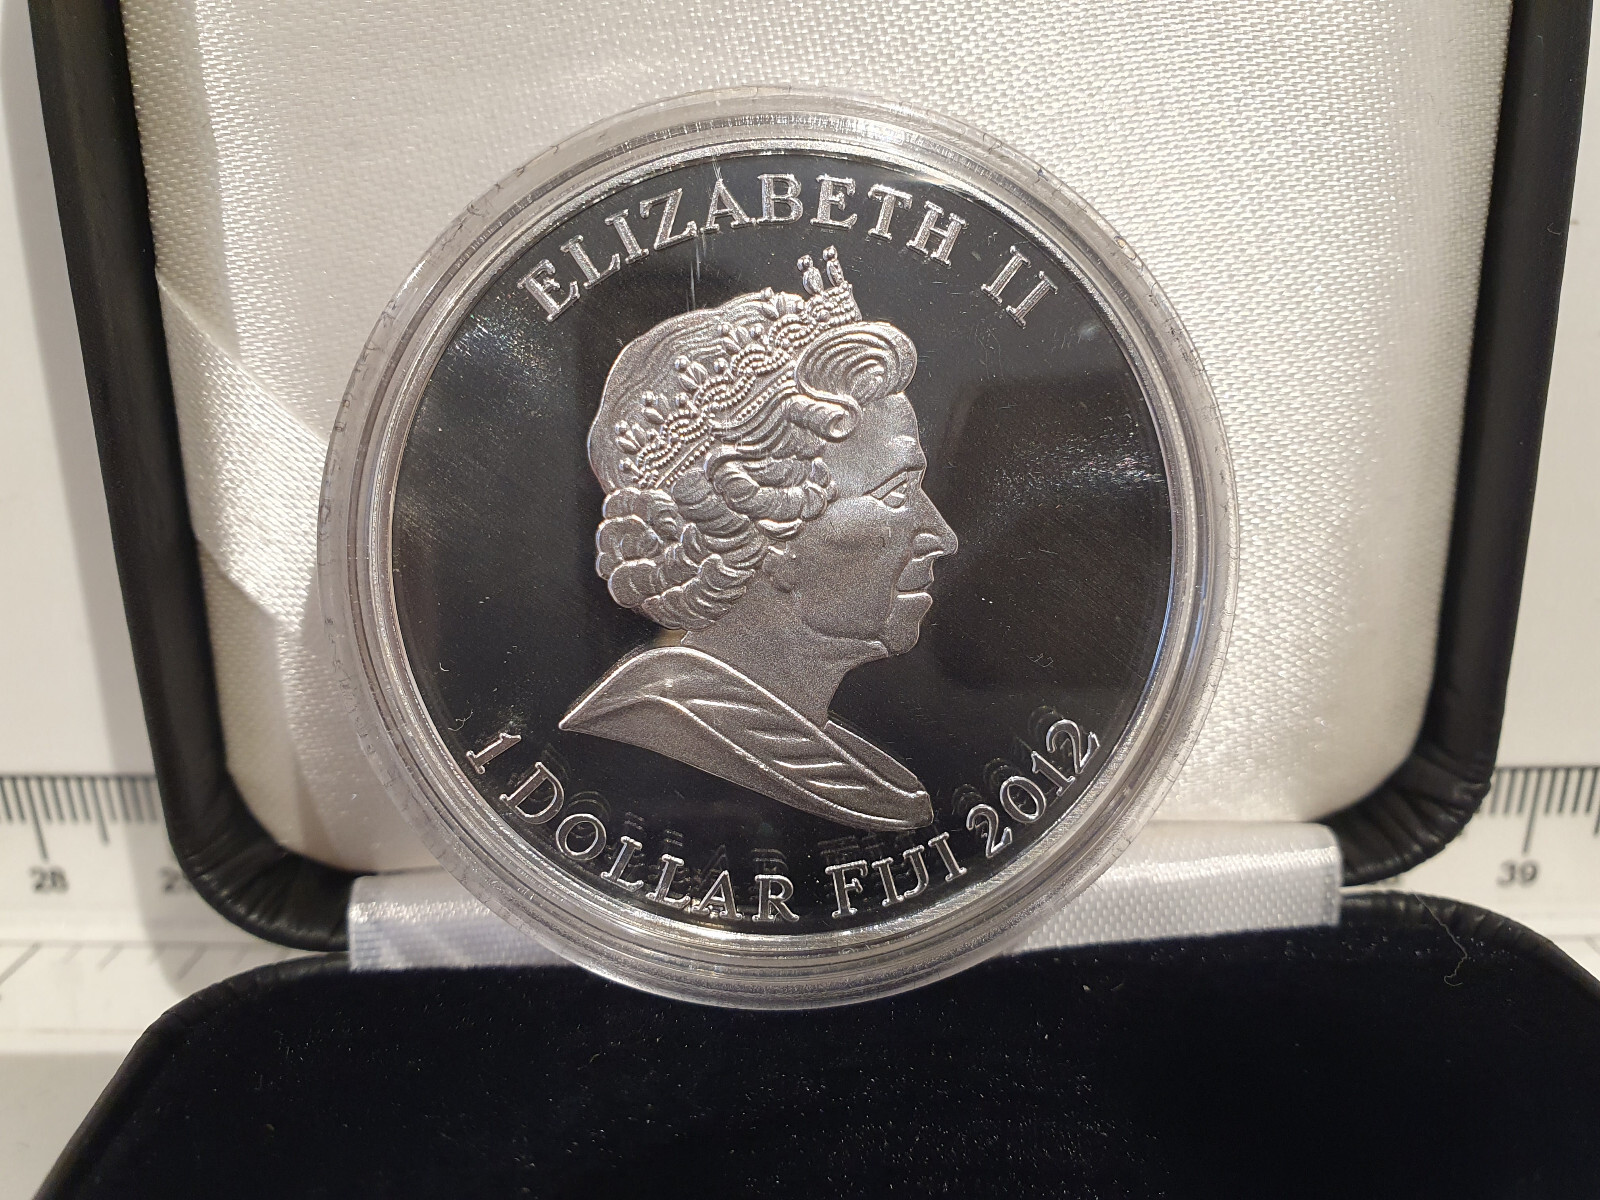 ELIZABETH II
1 DOLLAR FIJI 2012
28
39